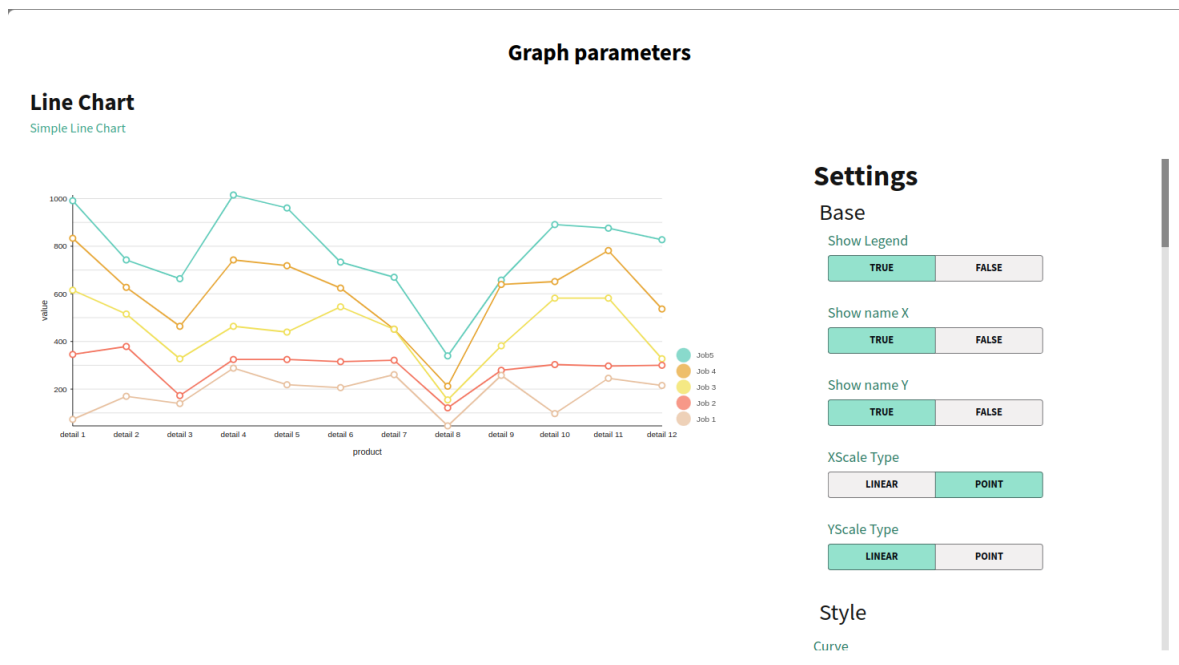 Graph parameters
Line Chart
Simple Line Chart
1000
800
600
400
200
value
detail 1 detail 2 detail 3 detail 4 detail 5 detail 6 detail 7 detail 8 detail 9 detail 10 detail 11 detail 12
product
Job5
Job 4
Job 3
Job 2
Job 1
Settings
Base
Show Legend
TRUE FALSE
Show name X
TRUE FALSE
Show name Y
TRUE FALSE
XScale Type
LINEAR POINT
YScale Type
LINEAR POINT
Style
Curve